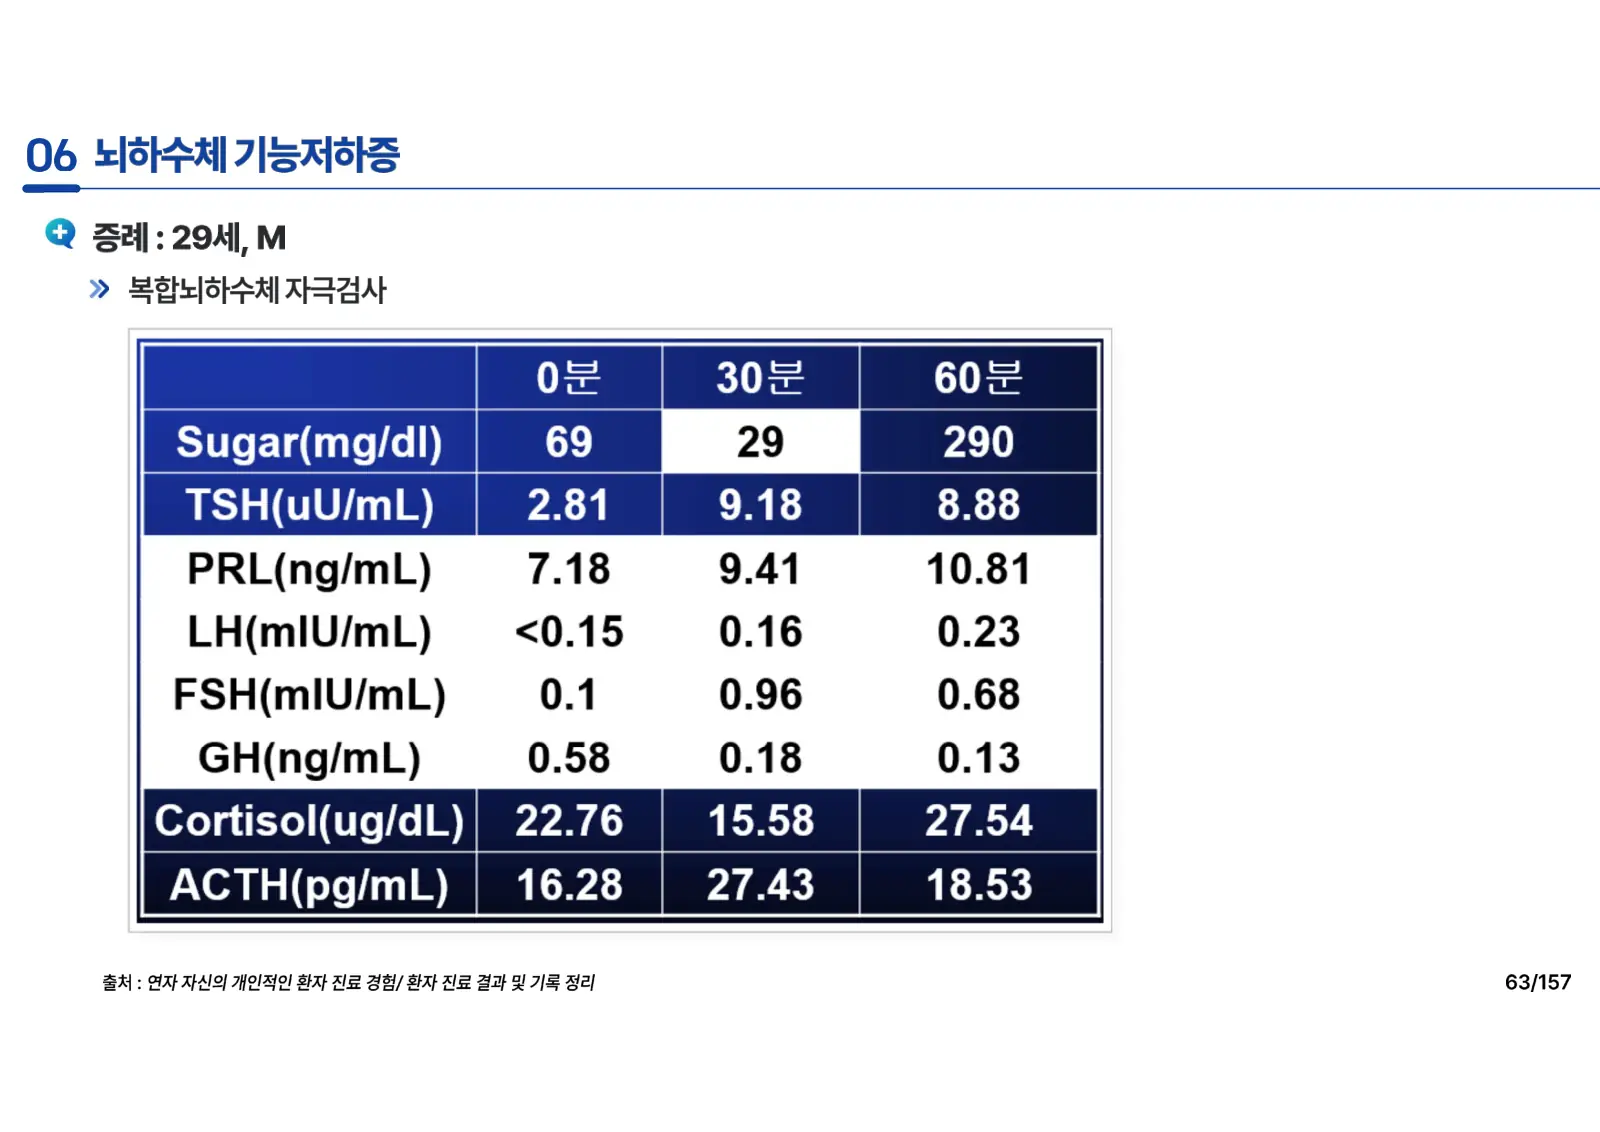 06 뇌하수체 기능저하증
증례 : 29세, M
복합뇌하수체 자극검사
0분 30분 60분
Sugar(mg/dl) 69 29 290
TSH(uU/mL) 2.81 9.18 8.88
PRL(ng/mL) 7.18 9.41 10.81
LH(mIU/mL) <0.15 0.16 0.23
FSH(mIU/mL) 0.1 0.96 0.68
GH(ng/mL) 0.58 0.18 0.13
Cortisol(ug/dL) 22.76 15.58 27.54
ACTH(pg/mL) 16.28 27.43 18.53
출처 : 연자 자신의 개인적인 환자 진료 경험/ 환자 진료 결과 및 기록 정리
63/157